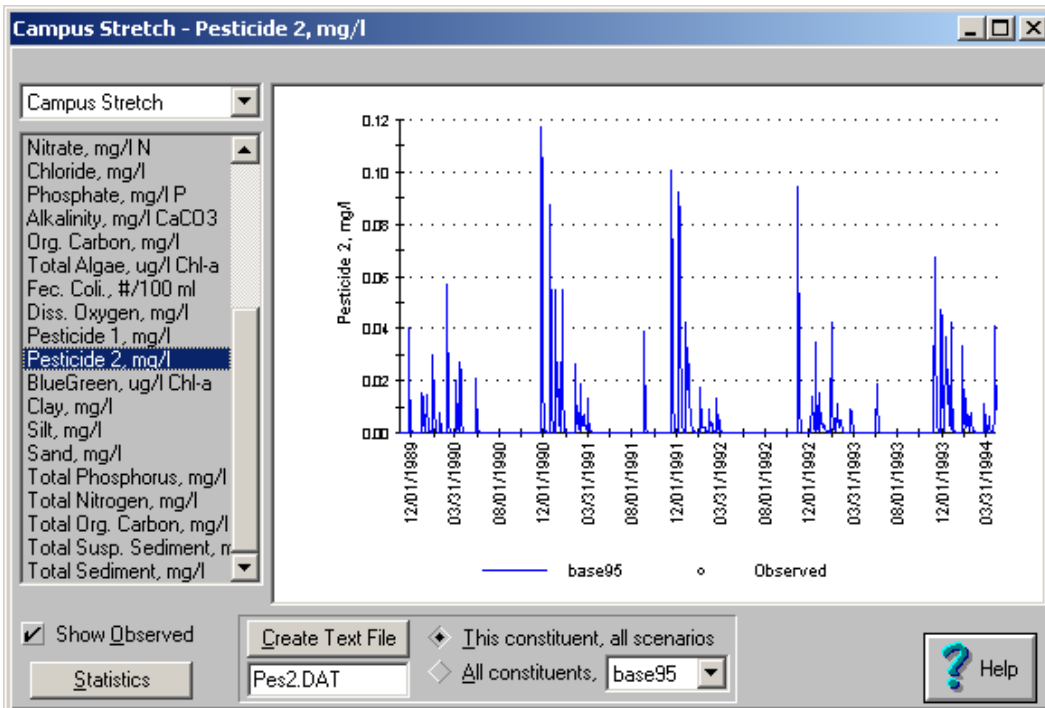 Campus Stretch - Pesticide 2, mg/l
Campus Stretch
Nitrate, mg/l N
Chloride, mg/l
Phosphate, mg/l P
Alkalinity, mg/l CaCO3
Org. Carbon, mg/l
Total Algae, ug/l Chl-a
Fec. Coli., #/100 ml
Diss. Oxygen, mg/l
Pesticide 1, mg/l
Pesticide 2, mg/l
BlueGreen, ug/l Chl-a
Clay, mg/l
Silt, mg/l
Sand, mg/l
Total Phosphorus, mg/l
Total Nitrogen, mg/l
Total Org. Carbon, mg/l
Total Susp. Sediment, m
Total Sediment, mg/l
Pesticide 2, mg/l
0.12
0.10
0.08
0.06
0.04
0.02
0.00
12/01/1989
03/31/1990
08/01/1990
12/01/1990
03/31/1991
08/01/1991
12/01/1991
03/31/1992
08/01/1992
12/01/1992
03/31/1993
08/01/1993
12/01/1993
03/31/1994
base95
Observed
Show Observed
Statistics
Create Text File
Pes2.DAT
This constituent, all scenarios
All constituents,
base95
Help